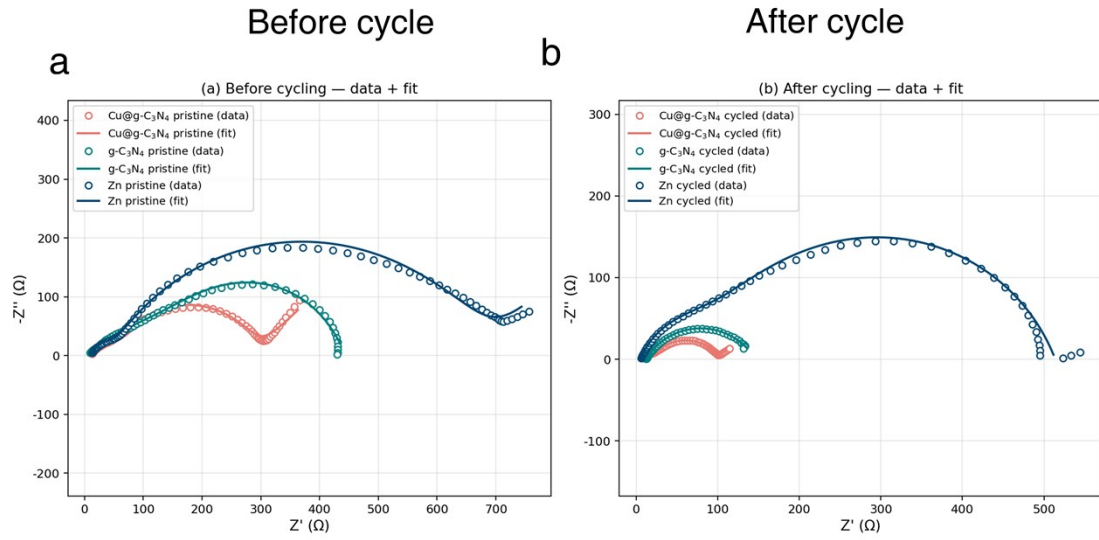 Before cycle
After cycle
a
b
(a) Before cycling — data + fit
400
300
200
100
0
-100
-200
-Z'' (Ω)
Cu@g-C₃N₄ pristine (data)
Cu@g-C₃N₄ pristine (fit)
g-C₃N₄ pristine (data)
g-C₃N₄ pristine (fit)
Zn pristine (data)
Zn pristine (fit)
0 100 200 300 400 500 600 700
Z' (Ω)
(b) After cycling — data + fit
300
200
100
0
-100
-Z'' (Ω)
Cu@g-C₃N₄ cycled (data)
Cu@g-C₃N₄ cycled (fit)
g-C₃N₄ cycled (data)
g-C₃N₄ cycled (fit)
Zn cycled (data)
Zn cycled (fit)
0 100 200 300 400 500
Z' (Ω)